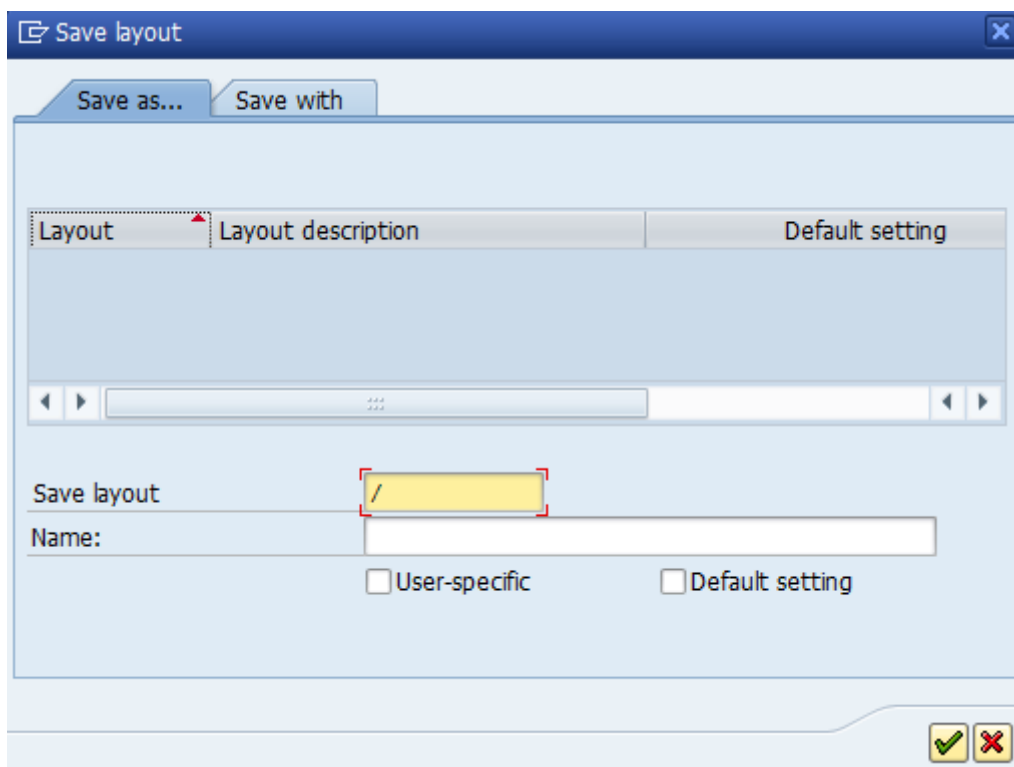 Save layout
Save as... Save with
Layout Layout description Default setting
Save layout /
Name:
User-specific Default setting